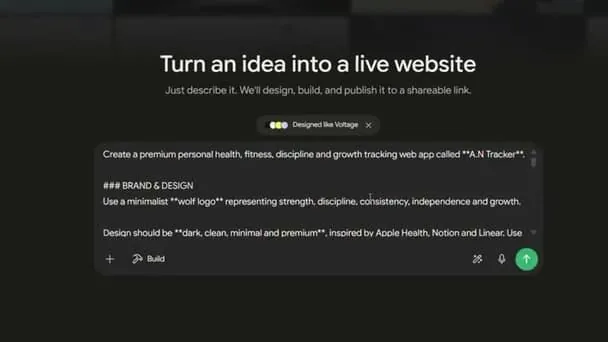 Turn an idea into a live website
Just describe it. We'll design, build, and publish it to a shareable link.
Designed like Voltage
Create a premium personal health, fitness, discipline and growth tracking web app called **A.N Tracker**.
### BRAND & DESIGN
Use a minimalist **wolf logo** representing strength, discipline, consistency, independence and growth.
Design should be **dark, clean, minimal and premium**, inspired by Apple Health, Notion and Linear. Use
Build